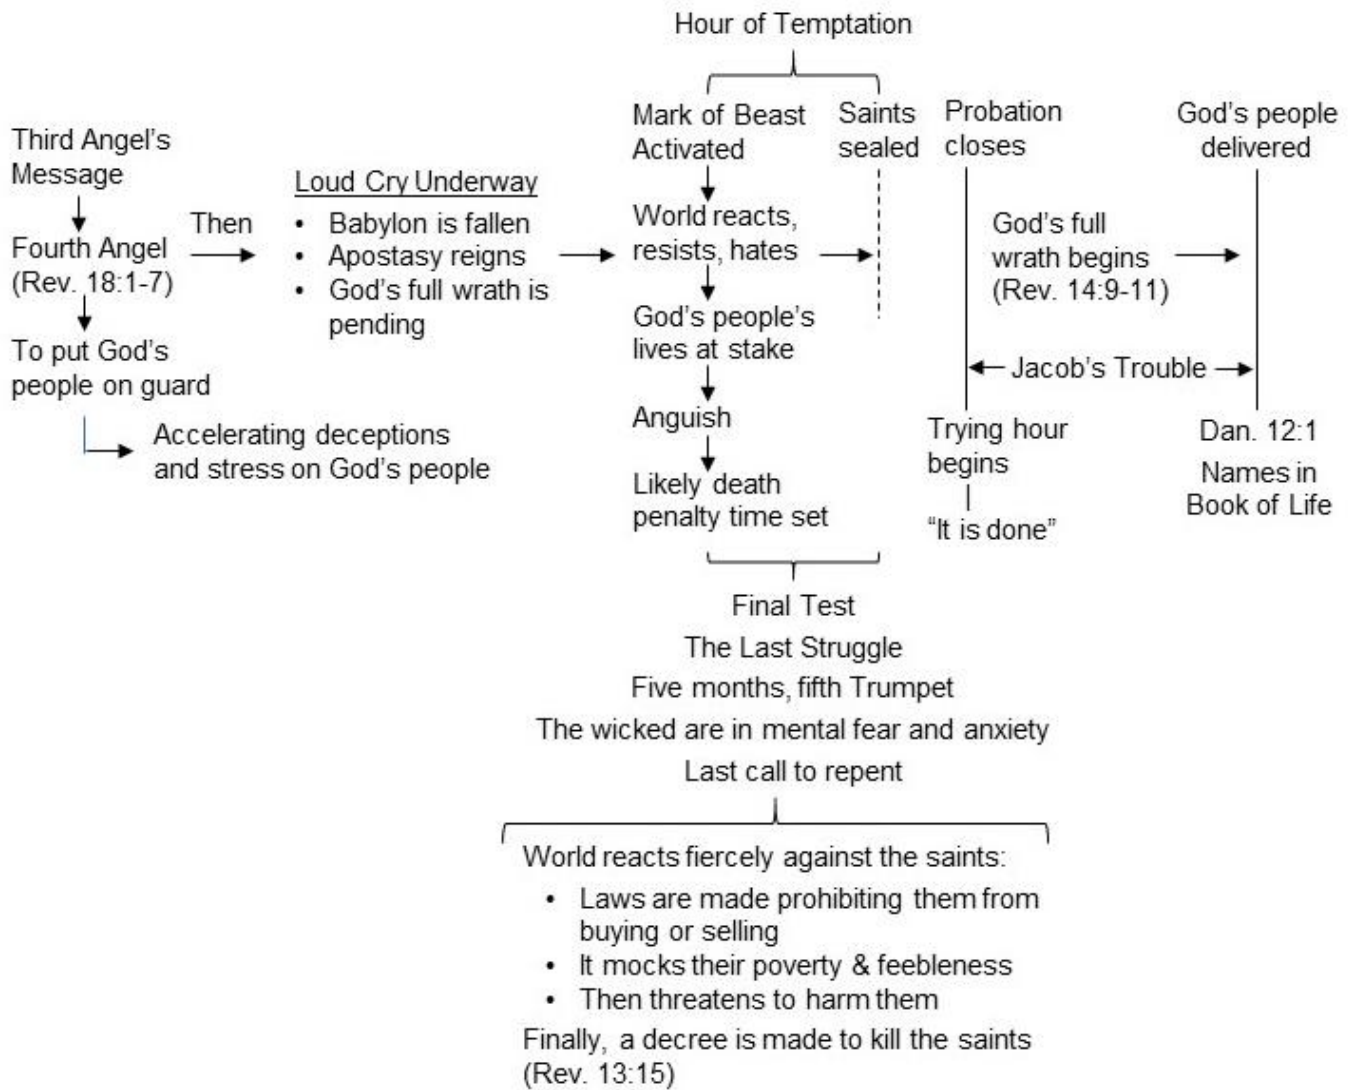 Hour of Temptation
Third Angel's
Message
Fourth Angel
(Rev. 18:1-7)
To put God's
people on guard
Accelerating deceptions
and stress on God's people
Then
Loud Cry Underway
• Babylon is fallen
• Apostasy reigns
• God's full wrath is
pending
Mark of Beast
Activated
World reacts,
resists, hates
God's people's
lives at stake
Anguish
Likely death
penalty time set
Saints
sealed
Probation
closes
God's full
wrath begins
(Rev. 14:9-11)
Jacob's Trouble
Trying hour
begins
“It is done”
God's people
delivered
Dan. 12:1
Names in
Book of Life
Final Test
The Last Struggle
Five months, fifth Trumpet
The wicked are in mental fear and anxiety
Last call to repent
World reacts fiercely against the saints:
• Laws are made prohibiting them from
buying or selling
• It mocks their poverty & feebleness
• Then threatens to harm them
Finally, a decree is made to kill the saints
(Rev. 13:15)